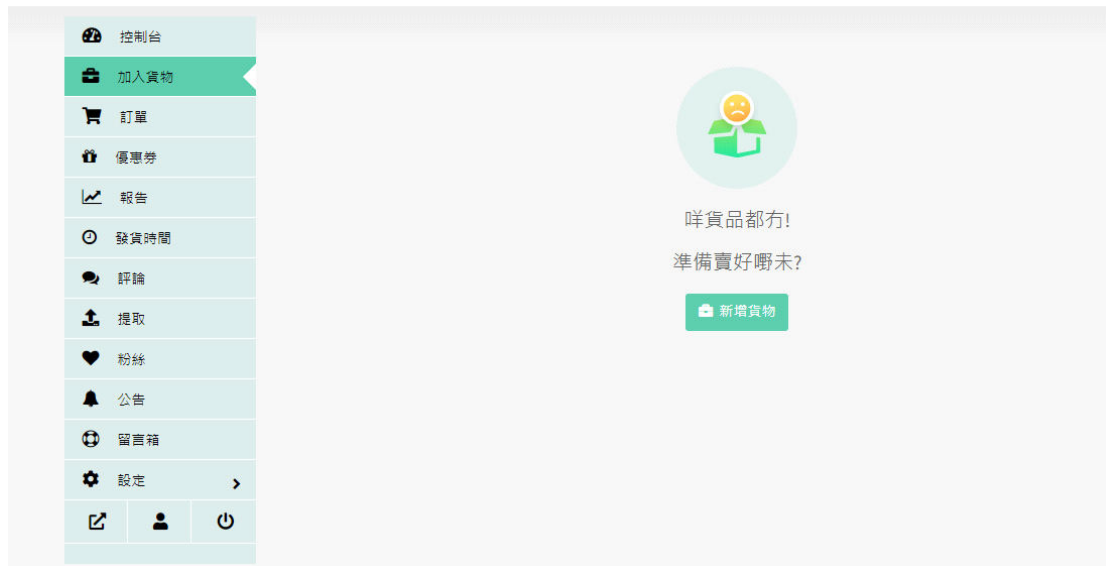 控制台
加入貨物
訂單
優惠券
報告
發貨時間
評論
提取
粉絲
公告
留言箱
設定
咩貨品都冇!
準備賣好嘢未?
新增貨物